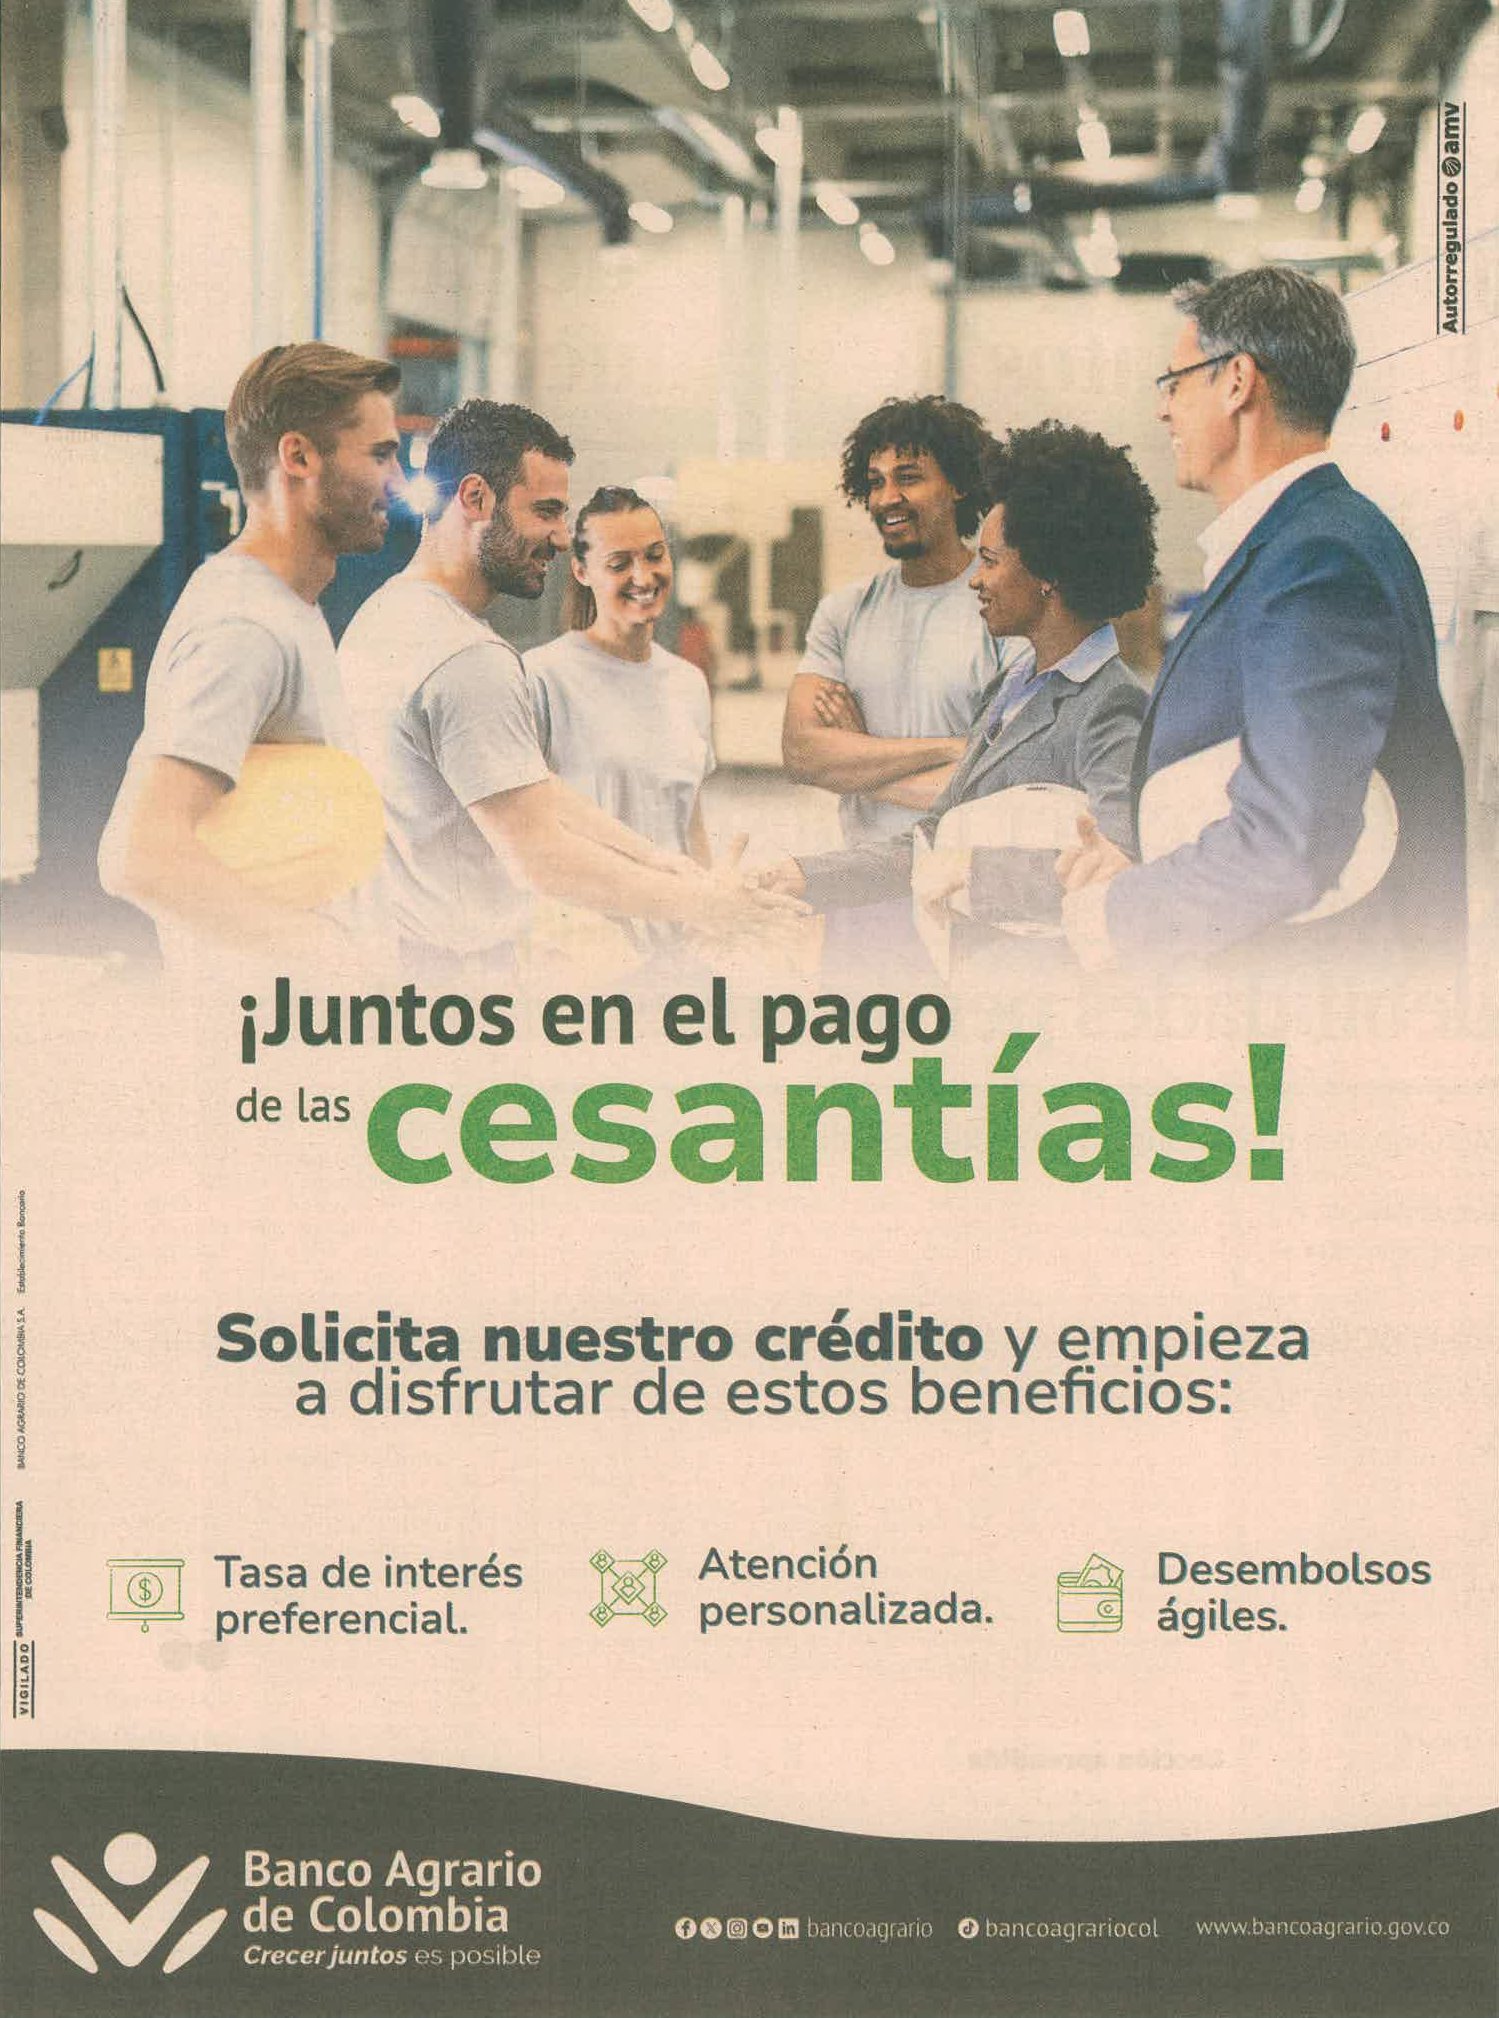 Autorregulado amv
¡Juntos en el pago
de las cesantías!
Solicita nuestro crédito y empieza
a disfrutar de estos beneficios:
Tasa de interés
preferencial.
Atención
personalizada.
Desembolsos
ágiles.
BANCO AGRARIO DE COLOMBIA S.A. Establecimiento Bancario
VIGILADO SUPERINTENDENCIA FINANCIERA
DE COLOMBIA
Banco Agrario
de Colombia
Crecer juntos es posible
bancoagrario bancoagrariocol www.bancoagrario.gov.co